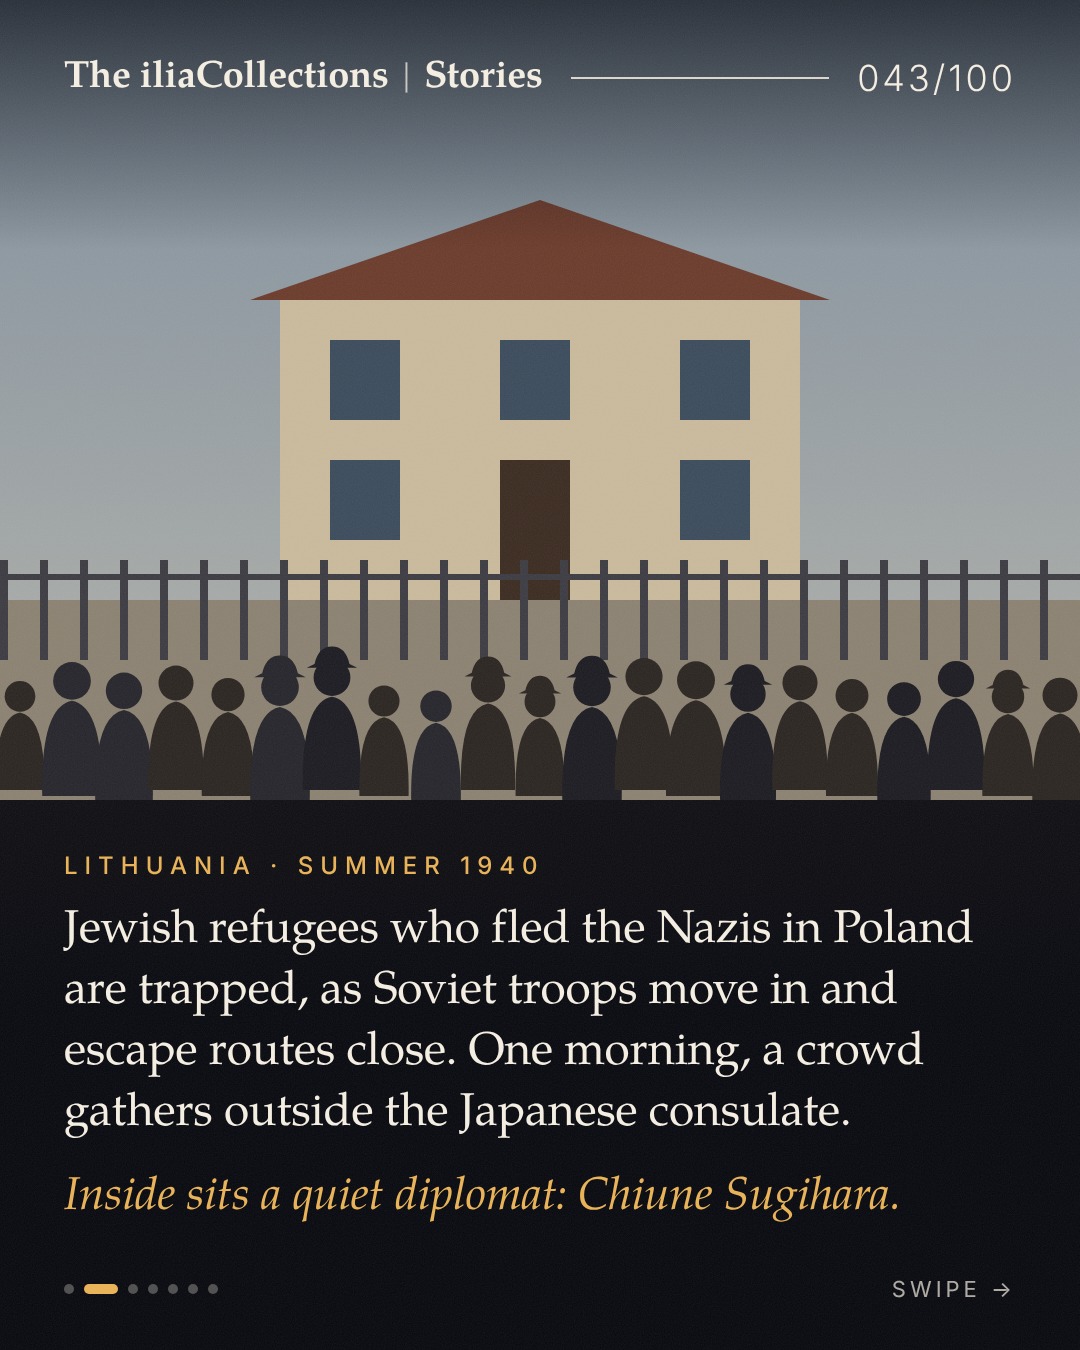 The iliaCollections | Stories 043/100
LITHUANIA · SUMMER 1940
Jewish refugees who fled the Nazis in Poland
are trapped, as Soviet troops move in and
escape routes close. One morning, a crowd
gathers outside the Japanese consulate.
Inside sits a quiet diplomat: Chiune Sugihara.
SWIPE →